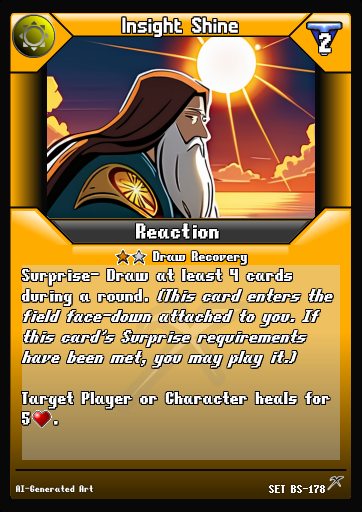 Insight Shine
2
Reaction
Draw Recovery
Surprise- Draw at least 4 cards
during a round. (This card enters the
field face-down attached to you. If
this card's Surprise requirements
have been met, you may play it.)
Target Player or Character heals for
5.
AI-Generated Art
SET BS-178